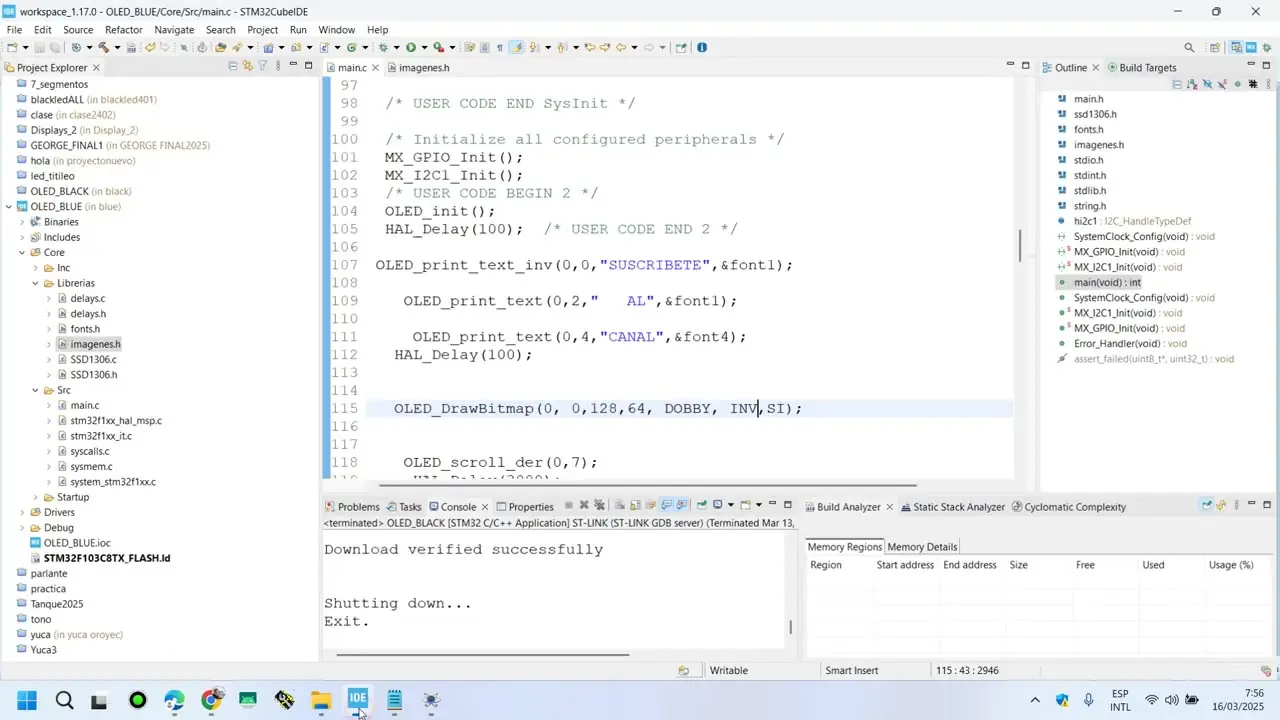 workspace_1.17.0 - OLED_BLUE/Core/Src/main.c - STM32CubeIDE
File Edit Source Refactor Navigate Search Project Run Window Help
Project Explorer
7_segmentos
blackledALL (in blackled401)
clase (in clase2402)
Displays_2 (in Display_2)
GEORGE_FINAL1 (in GEORGE FINAL2025)
hola (in proyectonuevo)
led_titileo
OLED_BLACK (in black)
OLED_BLUE (in blue)
Binaries
Includes
Core
Inc
Librerias
delays.c
delays.h
fonts.h
imagenes.h
SSD1306.c
SSD1306.h
Src
main.c
stm32f1xx_hal_msp.c
stm32f1xx_it.c
syscalls.c
sysmem.c
system_stm32f1xx.c
Startup
Drivers
Debug
OLED_BLUE.ioc
STM32F103C8TX_FLASH.ld
parlante
practica
Tanque2025
tono
yuca (in yuca oroyec)
Yuca3
main.c imagenes.h
97
98 /* USER CODE END SysInit */
99
100 /* Initialize all configured peripherals */
101 MX_GPIO_Init();
102 MX_I2C1_Init();
103 /* USER CODE BEGIN 2 */
104 OLED_init();
105 HAL_Delay(100); /* USER CODE END 2 */
106
107 OLED_print_text_inv(0,0,"SUSCRIBETE",&font1);
108
109 OLED_print_text(0,2,"   AL",&font1);
110
111 OLED_print_text(0,4,"CANAL",&font4);
112 HAL_Delay(100);
113
114
115 OLED_DrawBitmap(0, 0,128,64, DOBBY, INV,SI);
116
117
118 OLED_scroll_der(0,7);
Outline Build Targets
main.h
ssd1306.h
fonts.h
imagenes.h
stdio.h
stdint.h
stdlib.h
string.h
hi2c1 : I2C_HandleTypeDef
SystemClock_Config(void) : void
MX_GPIO_Init(void) : void
MX_I2C1_Init(void) : void
main(void) : int
SystemClock_Config(void) : void
MX_I2C1_Init(void) : void
MX_GPIO_Init(void) : void
Error_Handler(void) : void
assert_failed(uint8_t*, uint32_t) : void
Problems Tasks Console Properties
<terminated> OLED_BLACK [STM32 C/C++ Application] ST-LINK (ST-LINK GDB server) (Terminated Mar 13,
Download verified successfully
Shutting down...
Exit.
Build Analyzer Static Stack Analyzer Cyclomatic Complexity
Memory Regions Memory Details
Region Start address End address Size Free Used Usage (%)
Writable Smart Insert 115 : 43 : 2946
IDE
ESP
INTL
7:56
16/03/2025